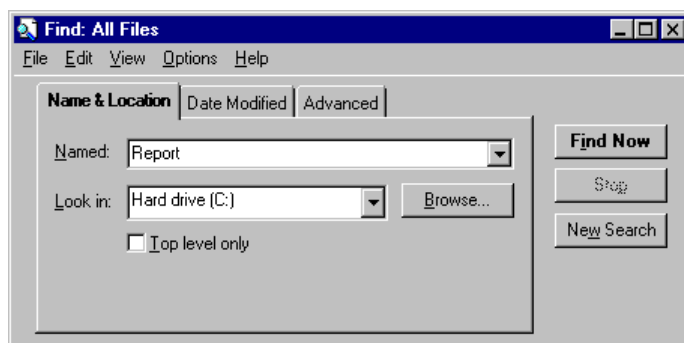 Find: All Files
File Edit View Options Help
Name & Location Date Modified Advanced
Named: Report
Find Now
Look in: Hard drive (C:) Browse...
Stop
Top level only
New Search